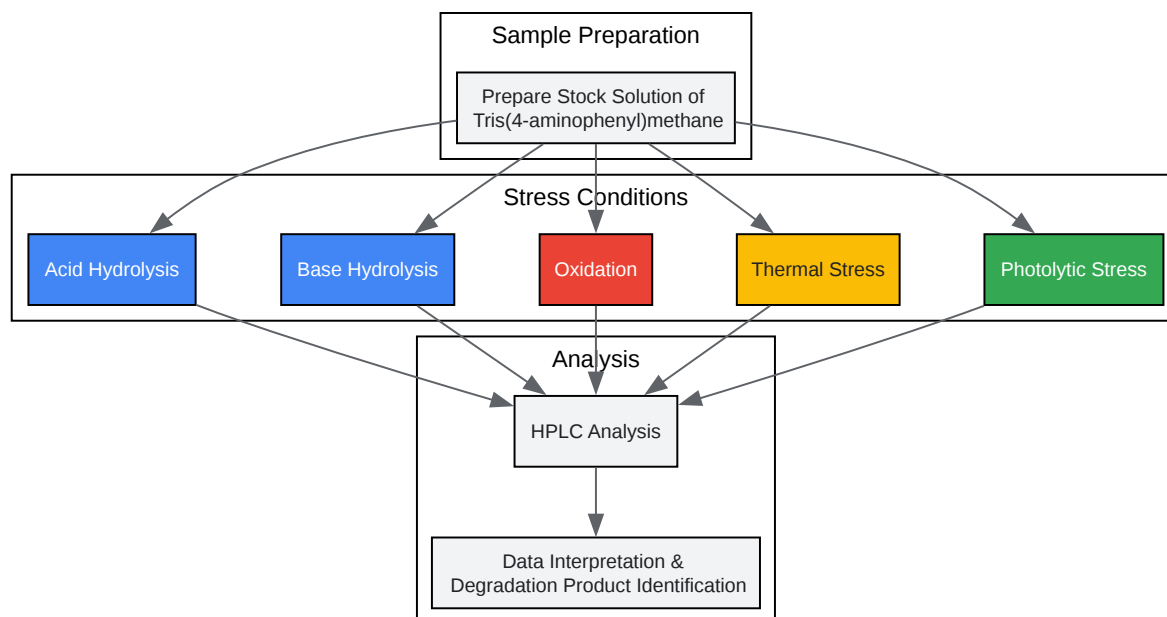 Sample Preparation
Prepare Stock Solution of
Tris(4-aminophenyl)methane
Stress Conditions
Acid Hydrolysis
Base Hydrolysis
Oxidation
Thermal Stress
Photolytic Stress
Analysis
HPLC Analysis
Data Interpretation &
Degradation Product Identification